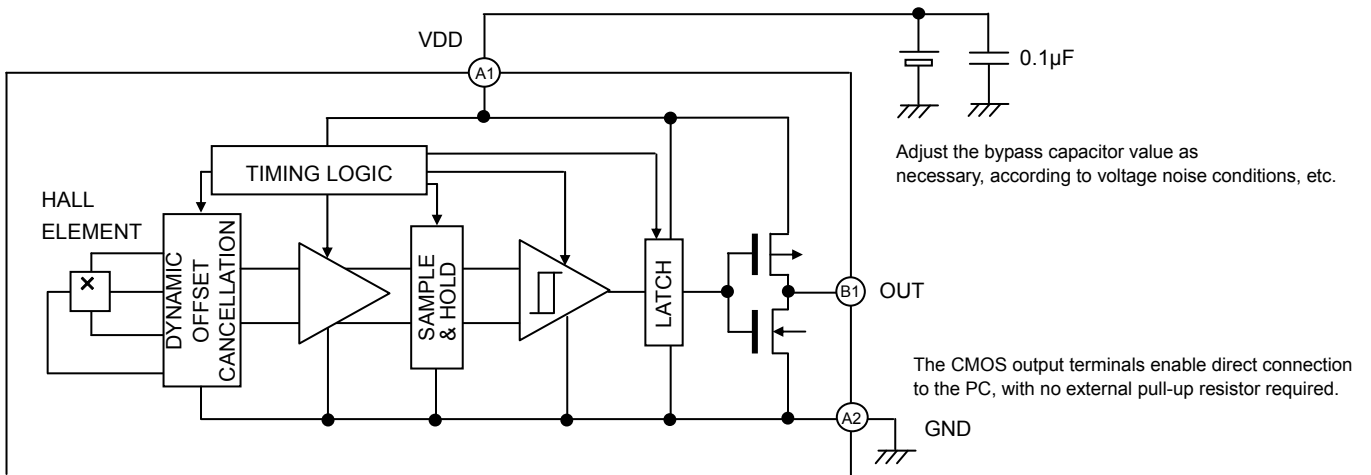 VDD
A1
0.1µF
Adjust the bypass capacitor value as
necessary, according to voltage noise conditions, etc.
TIMING LOGIC
HALL
ELEMENT
DYNAMIC
OFFSET
CANCELLATION
×
SAMPLE
& HOLD
LATCH
B1
OUT
The CMOS output terminals enable direct connection
to the PC, with no external pull-up resistor required.
A2
GND